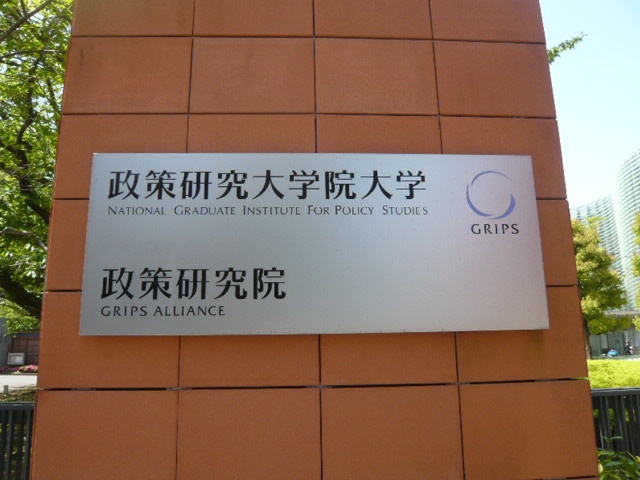 政策研究大学院大学
NATIONAL GRADUATE INSTITUTE FOR POLICY STUDIES
GRIPS
政策研究院
GRIPS ALLIANCE